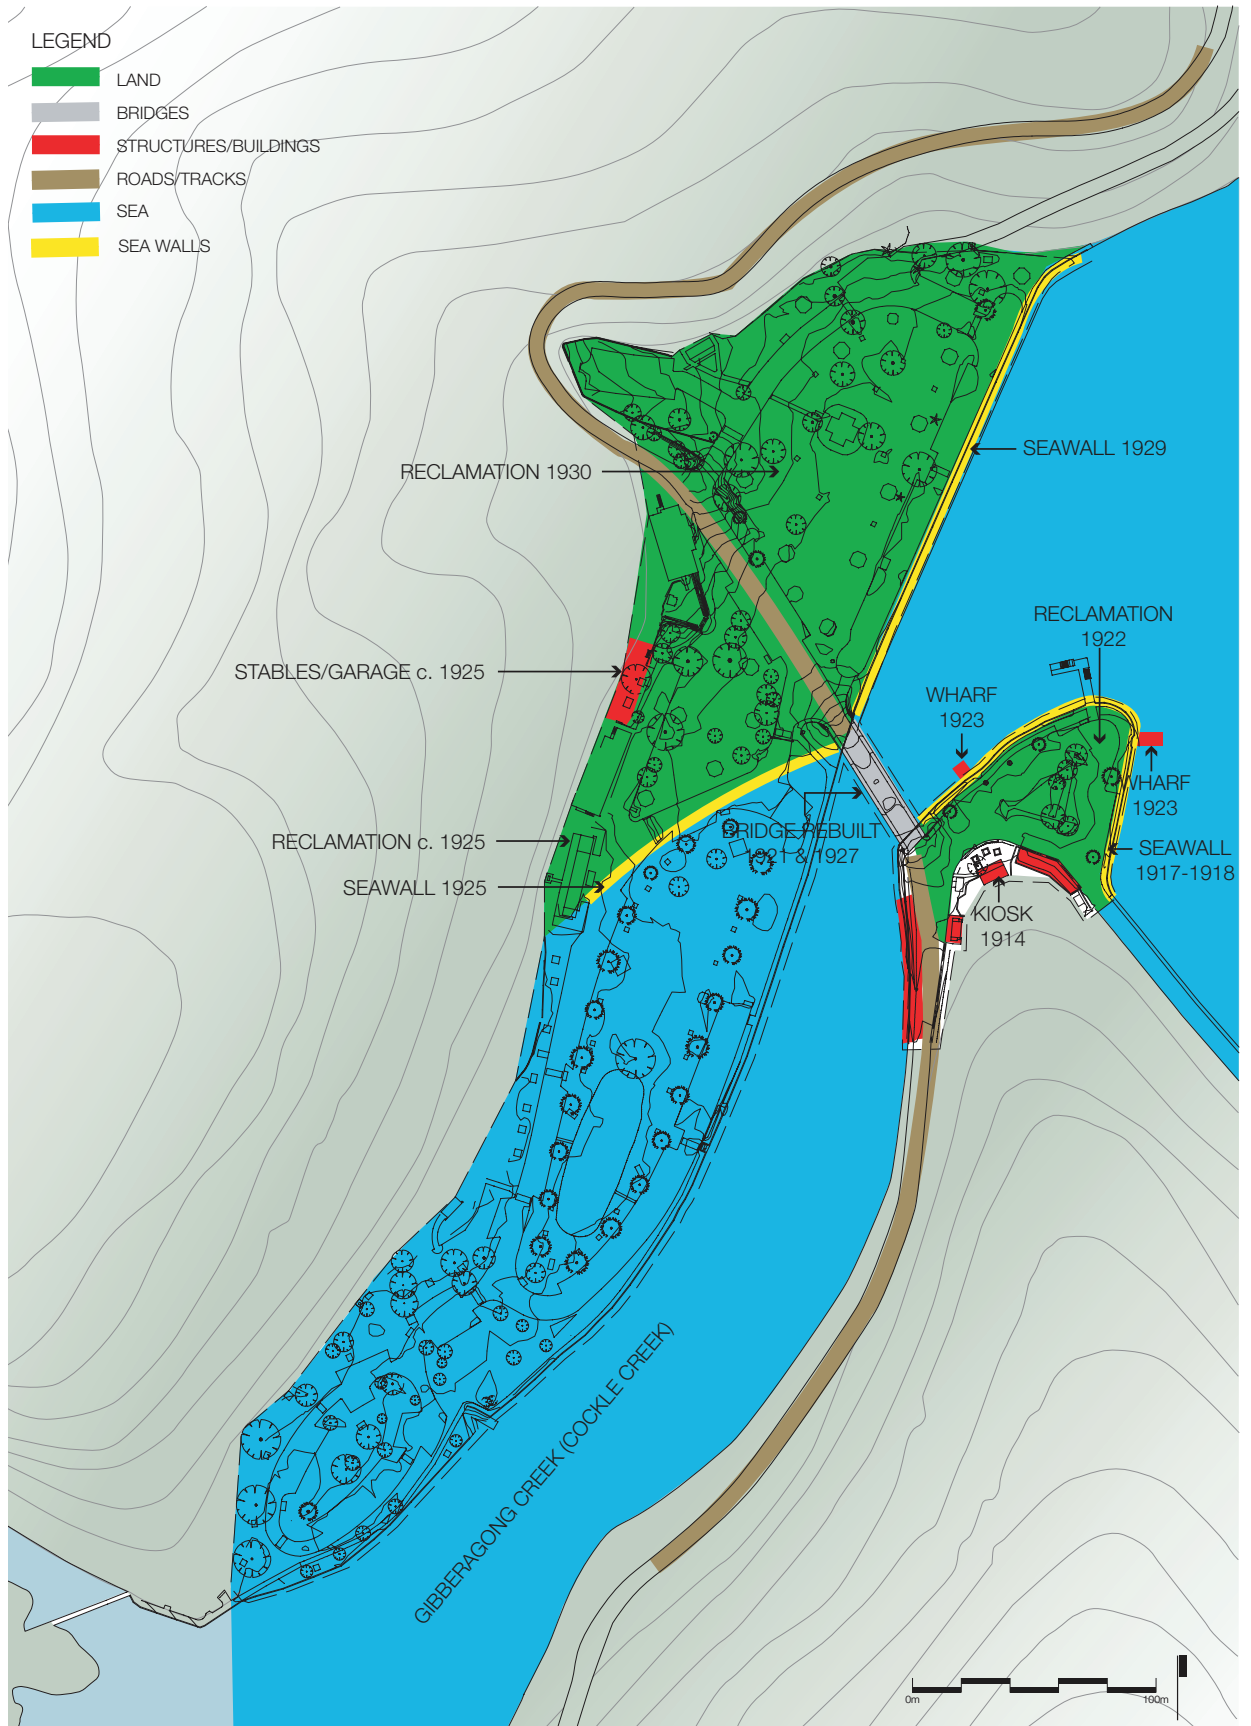 LEGEND
LAND
BRIDGES
STRUCTURES/BUILDINGS
ROADS/TRACKS
SEA
SEA WALLS
SEAWALL 1929
RECLAMATION 1930
RECLAMATION
1922
STABLES/GARAGE c. 1925
WHARF
1923
WHARF
1923
BRIDGE REBUILT
1921 & 1927
RECLAMATION c. 1925
SEAWALL
1917-1918
SEAWALL 1925
KIOSK
1914
GIBBERAGONG CREEK (COCKLE CREEK)
0m
100m